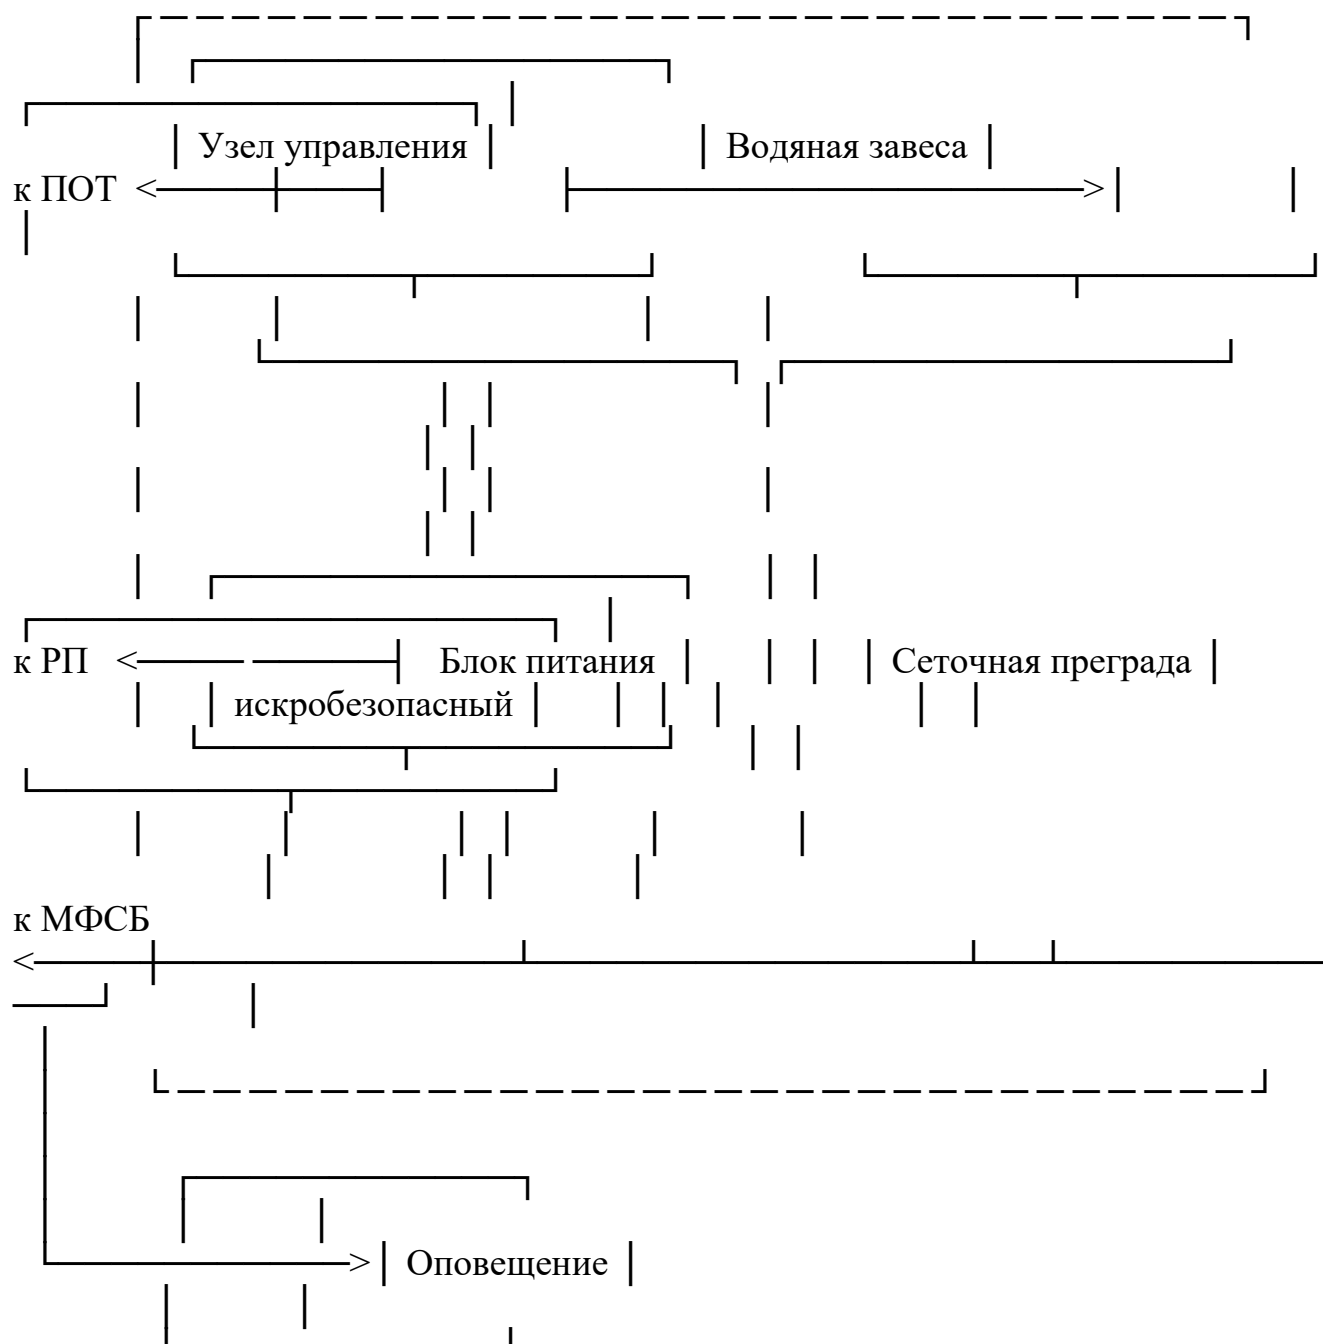 Узел управления Водяная завеса
к ПОТ
к РП Блок питания Сеточная преграда
искробезопасный
к МФСБ
Оповещение